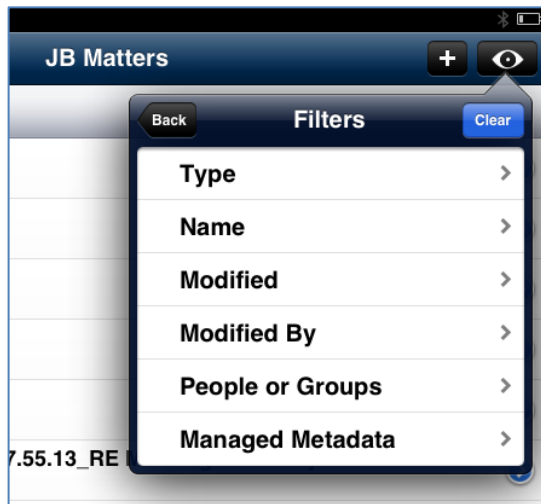 JB Matters
+
Back
Filters
Clear
Type
Name
Modified
Modified By
People or Groups
Managed Metadata
7.55.13_RE